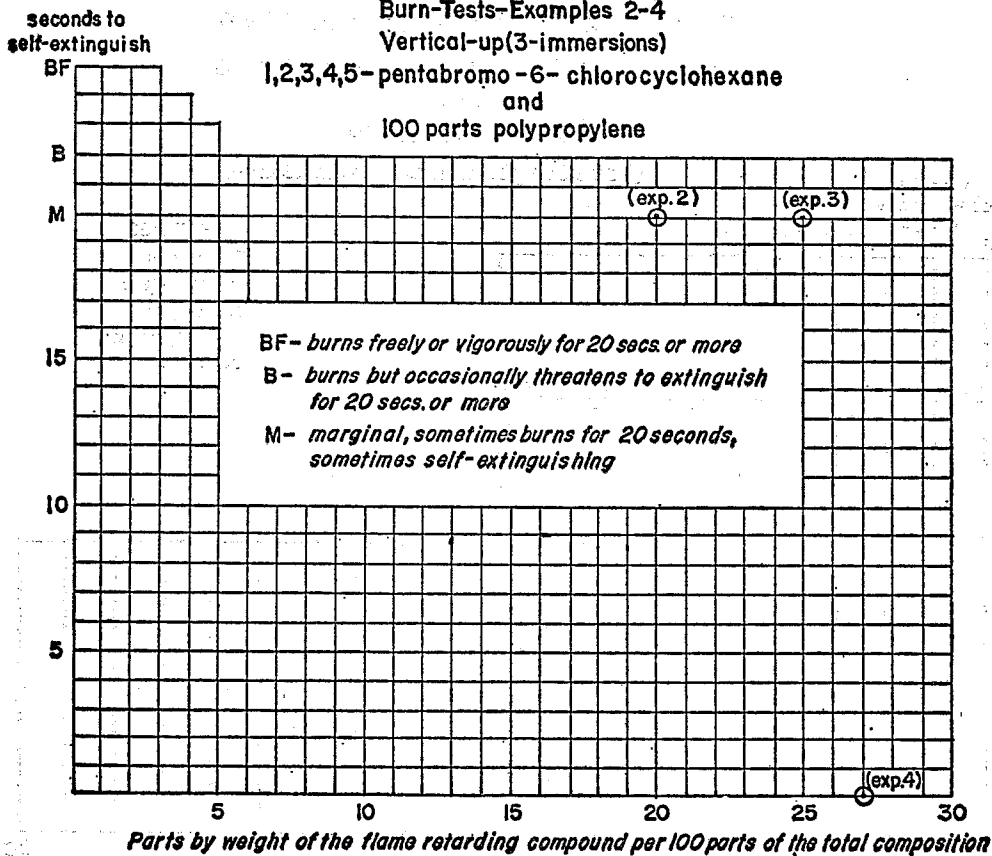 Burn-Tests-Examples 2-4
Vertical-up(3-immersions)
1,2,3,4,5-pentabromo-6-chlorocyclohexane
and
100 parts polypropylene
seconds to
self-extinguish
BF
B
M
15
10
5
(exp.2)
(exp.3)
BF- burns freely or vigorously for 20 secs. or more
B- burns but occasionally threatens to extinguish
for 20 secs. or more
M- marginal, sometimes burns for 20 seconds,
sometimes self-extinguishing
(exp.4)
5 10 15 20 25 30
Parts by weight of the flame retarding compound per 100 parts of the total composition